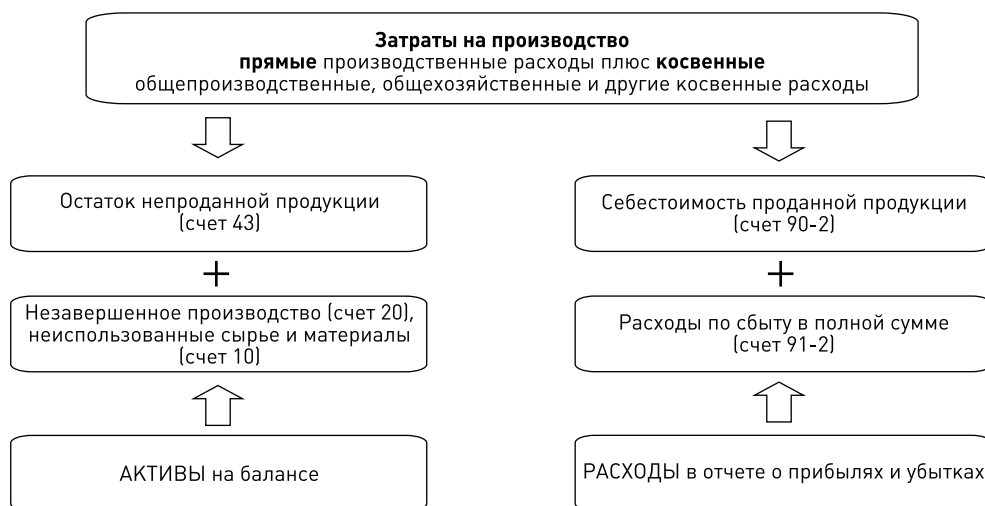 Затраты на производство
прямые производственные расходы плюс косвенные
общепроизводственные, общехозяйственные и другие косвенные расходы
Остаток непроданной продукции
(счет 43)
Себестоимость проданной продукции
(счет 90-2)
+
+
Незавершенное производство (счет 20),
неиспользованные сырье и материалы
(счет 10)
Расходы по сбыту в полной сумме
(счет 91-2)
АКТИВЫ на балансе
РАСХОДЫ в отчете о прибылях и убытках